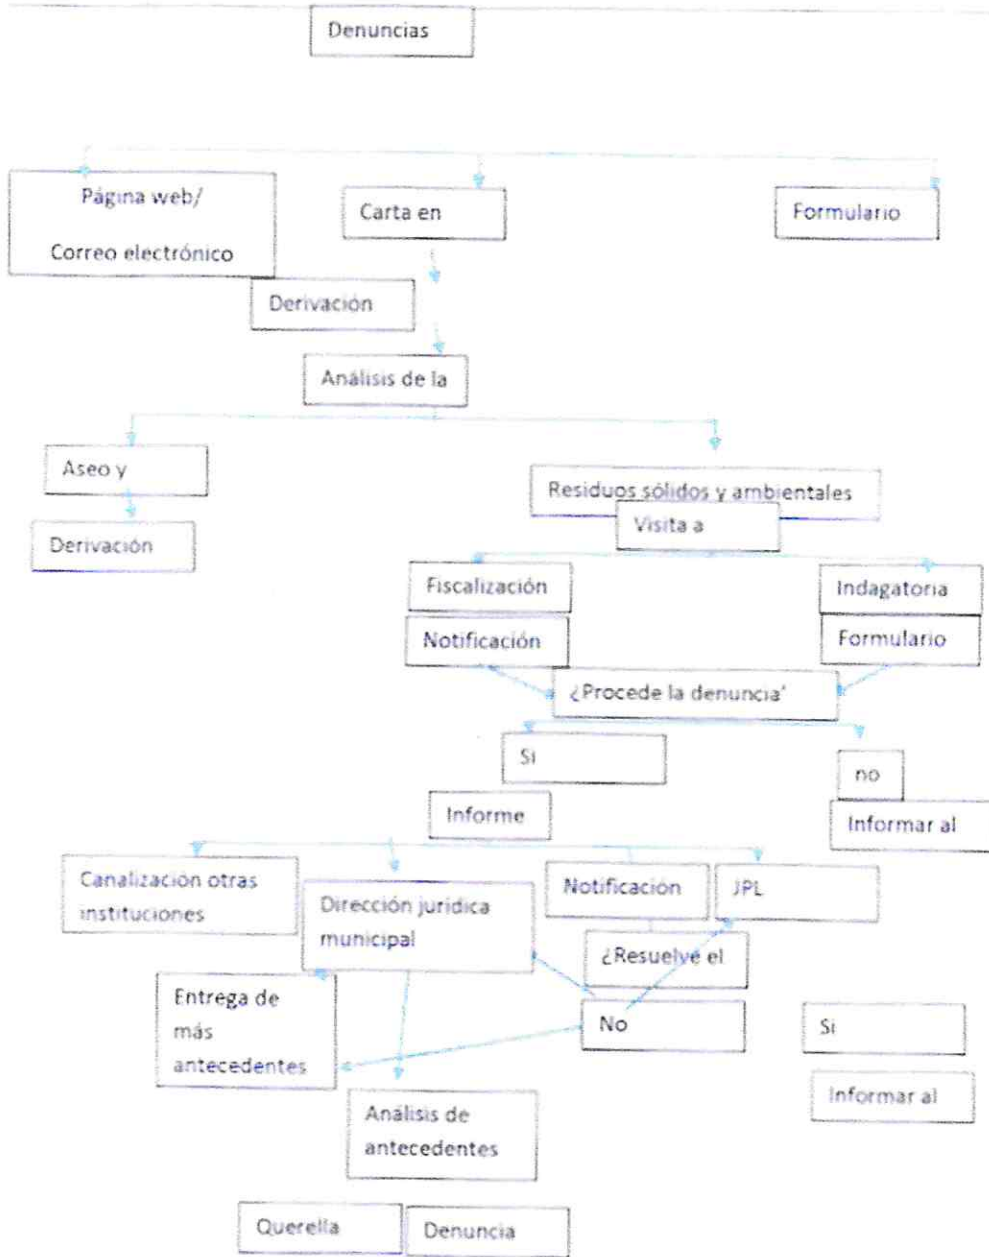 Denuncias
Página web/
Correo electrónico
Carta en
Formulario
Derivación
Análisis de la
Aseo y
Derivación
Residuos sólidos y ambientales
Visita a
Fiscalización
Indagatoria
Notificación
Formulario
¿Procede la denuncia'
Si
no
Informe
Informar al
Canalización otras
instituciones
Dirección jurídica
municipal
Notificación
JPL
¿Resuelve el
Entrega de
más
antecedentes
No
Si
Informar al
Análisis de
antecedentes
Querella
Denuncia